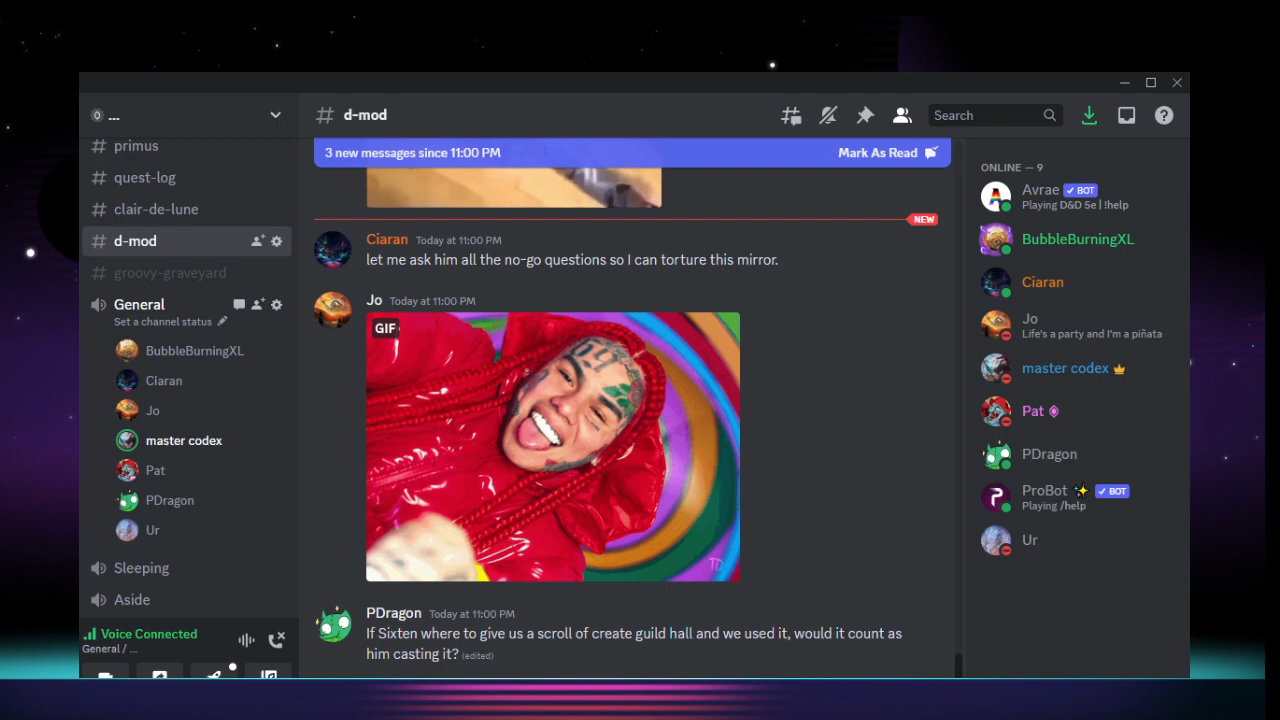 ...
primus
quest-log
clair-de-lune
d-mod
groovy-graveyard
General
Set a channel status
BubbleBurningXL
Ciaran
Jo
master codex
Pat
PDragon
Ur
Sleeping
Aside
Voice Connected
General / ...
# d-mod
Search
3 new messages since 11:00 PM Mark As Read
NEW
Ciaran Today at 11:00 PM
let me ask him all the no-go questions so I can torture this mirror.
Jo Today at 11:00 PM
GIF
69
TD
PDragon Today at 11:00 PM
If Sixten where to give us a scroll of create guild hall and we used it, would it count as
him casting it? (edited)
ONLINE — 9
Avrae BOT
Playing D&D 5e | !help
BubbleBurningXL
Ciaran
Jo
Life's a party and I'm a piñata
master codex
Pat
PDragon
ProBot ✨ BOT
Playing /help
Ur